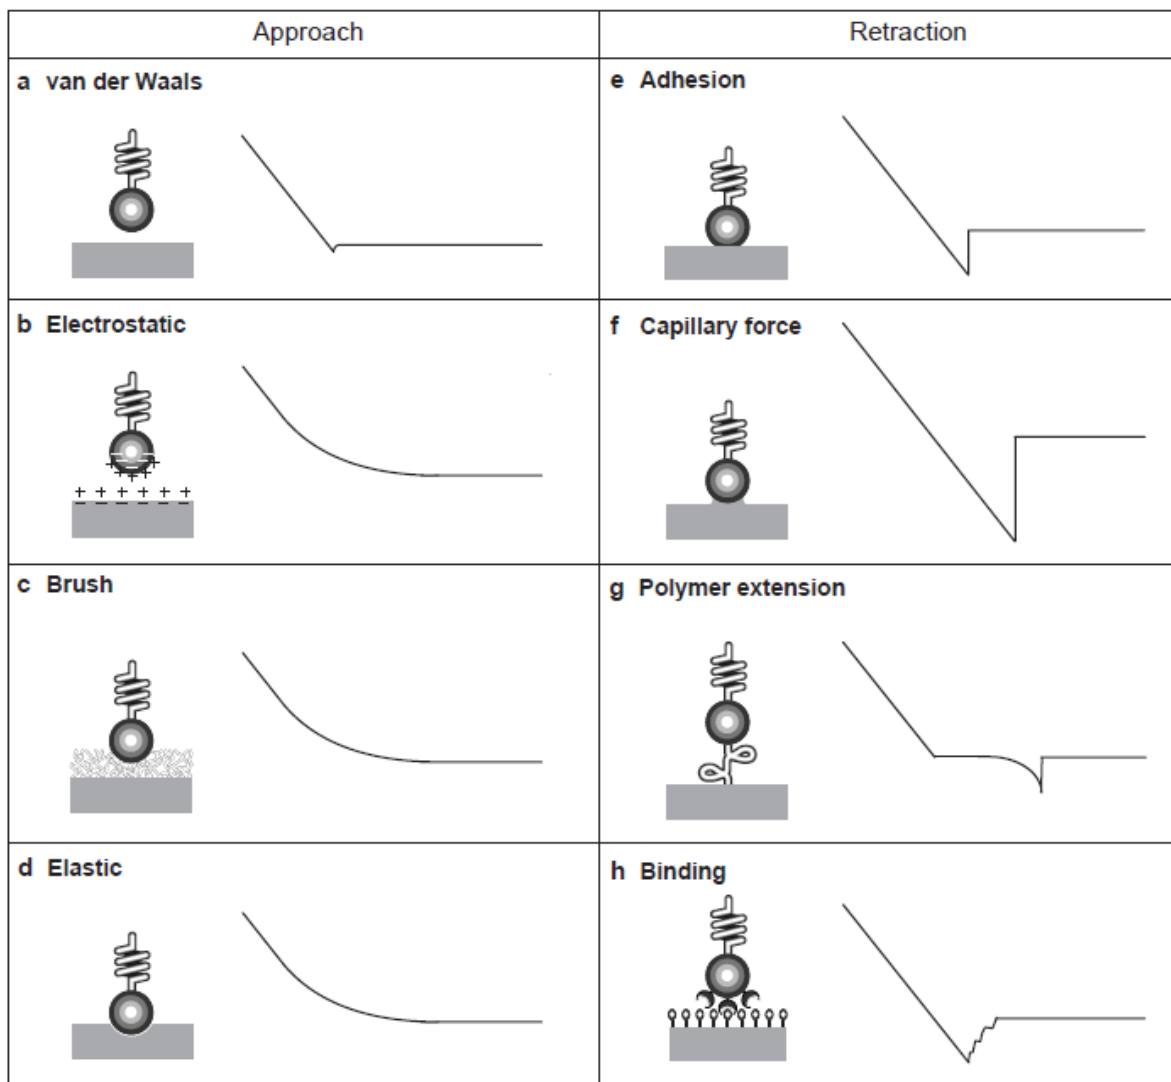 Approach
Retraction
a van der Waals
e Adhesion
b Electrostatic
f Capillary force
c Brush
g Polymer extension
d Elastic
h Binding